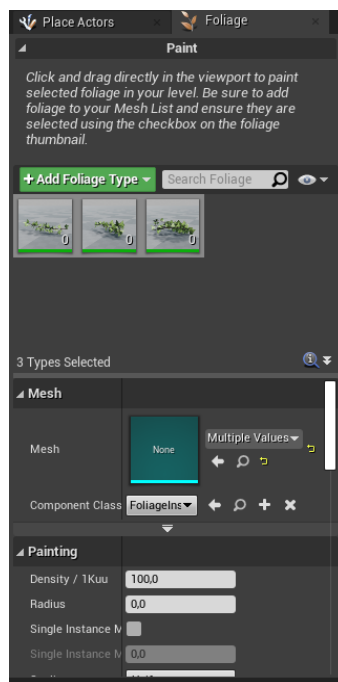 Place Actors
Foliage
Paint
Click and drag directly in the viewport to paint
selected foliage in your level. Be sure to add
foliage to your Mesh List and ensure they are
selected using the checkbox on the foliage
thumbnail.
+ Add Foliage Type
Search Foliage
0
0
0
3 Types Selected
Mesh
Mesh
None
Multiple Values
Component Class
FoliageIns
Painting
Density / 1Kuu
100,0
Radius
0,0
Single Instance M
Single Instance M
0,0